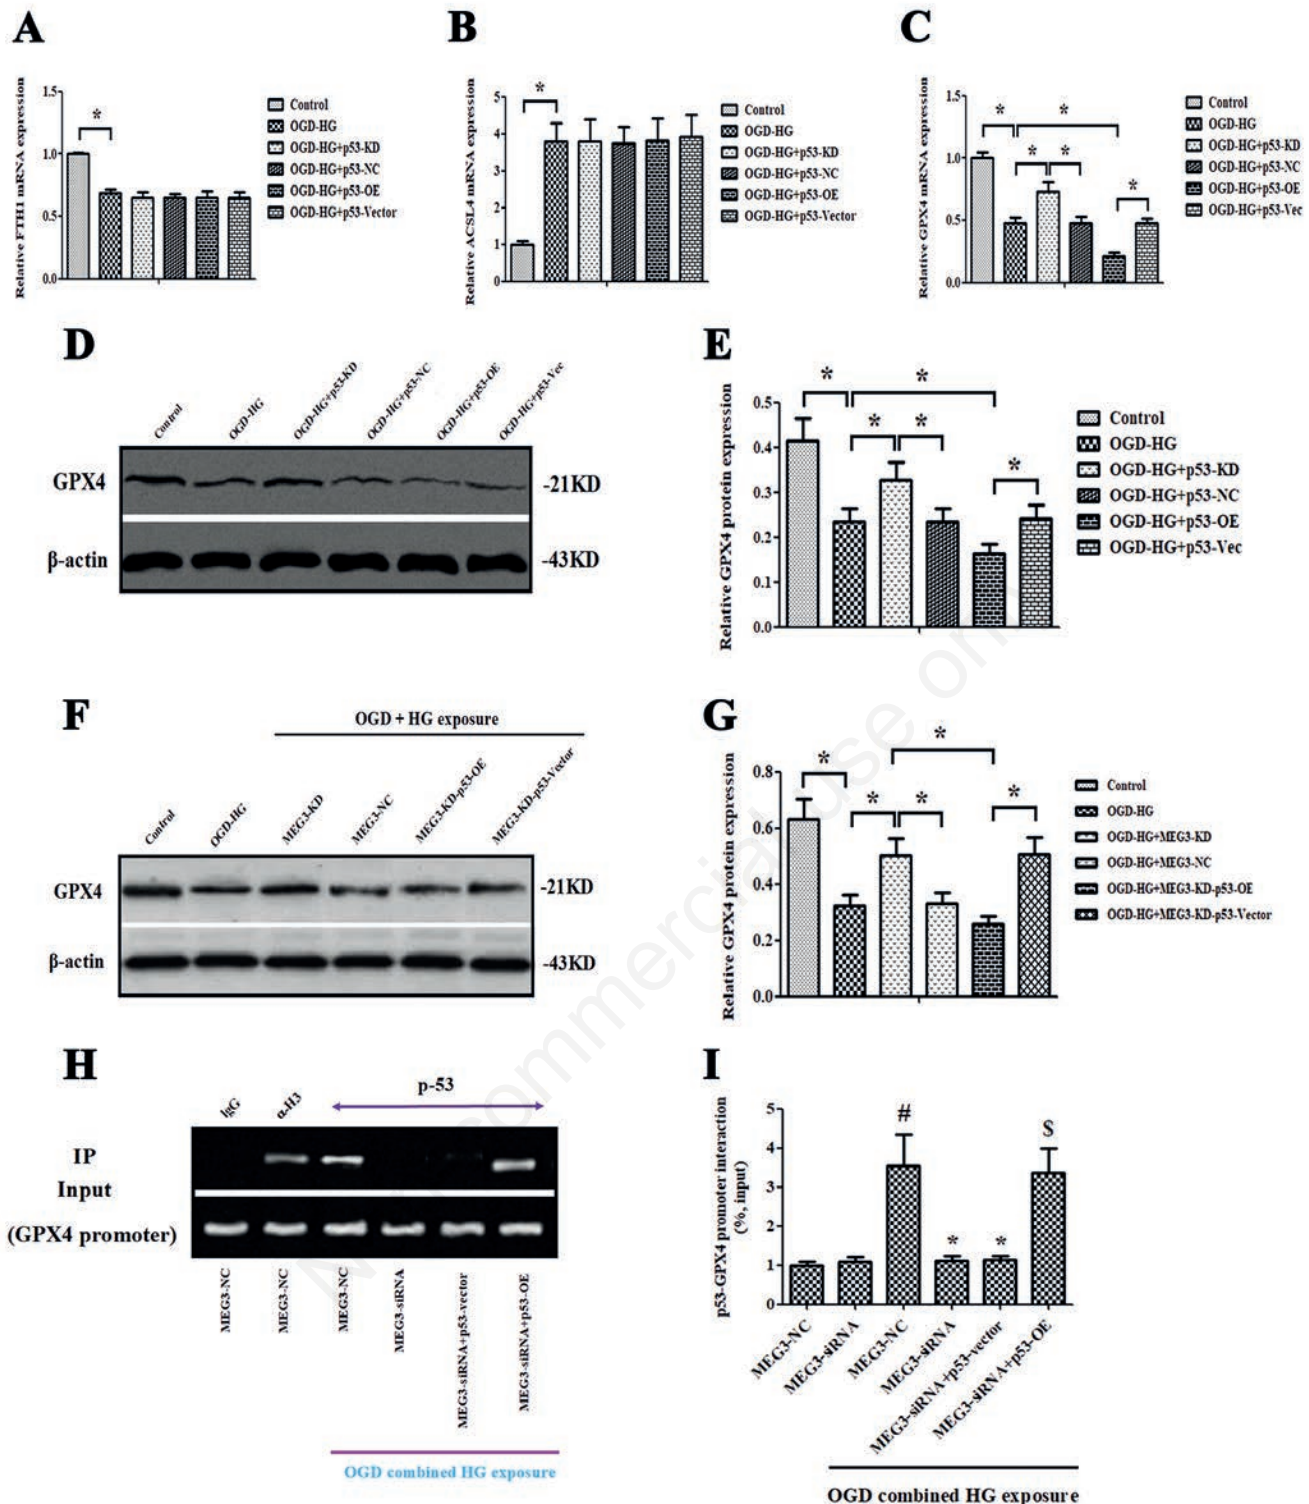 A
Relative FTH1 mRNA expression
1.5
1.0
0.5
0.0
*
Control
OGD-HG
OGD-HG+p53-KD
OGD-HG+p53-NC
OGD-HG+p53-OE
OGD-HG+p53-Vector
B
Relative ACSL4 mRNA expression
5
4
3
2
1
0
*
Control
OGD-HG
OGD-HG+p53-KD
OGD-HG+p53-NC
OGD-HG+p53-OE
OGD-HG+p53-Vector
C
Relative GPX4 mRNA expression
1.5
1.0
0.5
0.0
* *
* * *
Control
OGD-HG
OGD-HG+p53-KD
OGD-HG+p53-NC
OGD-HG+p53-OE
OGD-HG+p53-Vec
D
Control
OGD-HG
OGD-HG+p53-KD
OGD-HG+p53-NC
OGD-HG+p53-OE
OGD-HG+p53-Vec
GPX4 -21KD
β-actin -43KD
E
Relative GPX4 protein expression
0.5
0.4
0.3
0.2
0.1
0.0
* *
* * *
Control
OGD-HG
OGD-HG+p53-KD
OGD-HG+p53-NC
OGD-HG+p53-OE
OGD-HG+p53-Vec
F
OGD + HG exposure
Control
OGD-HG
MEG3-KD
MEG3-NC
MEG3-KD-p53-OE
MEG3-KD-p53-Vector
GPX4 -21KD
β-actin -43KD
G
Relative GPX4 protein expression
0.8
0.6
0.4
0.2
0.0
* *
* * *
Control
OGD-HG
OGD-HG+MEG3-KD
OGD-HG+MEG3-NC
OGD-HG+MEG3-KD-p53-OE
OGD-HG+MEG3-KD-p53-Vector
H
p-53
IgG
α-H3
IP
Input
(GPX4 promoter)
MEG3-NC
MEG3-NC
MEG3-NC
MEG3-siRNA
MEG3-siRNA+p53-vector
MEG3-siRNA+p53-OE
OGD combined HG exposure
I
p53-GPX4 promoter interaction
(%, input)
5
4
3
2
1
0
# * * $
MEG3-NC
MEG3-siRNA
MEG3-NC
MEG3-siRNA
MEG3-siRNA+p53-vector
MEG3-siRNA+p53-OE
OGD combined HG exposure
commercial use